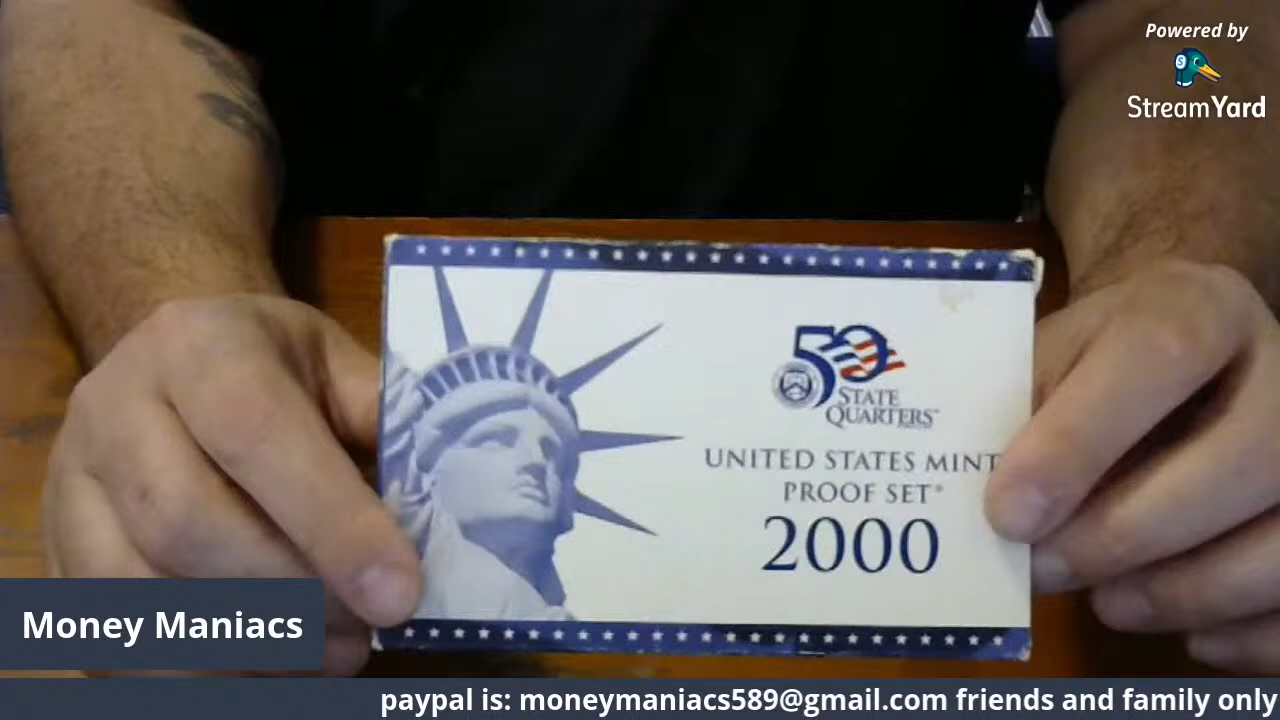 Powered by
StreamYard
50
STATE
QUARTERS™
UNITED STATES MINT
PROOF SET®
2000
Money Maniacs
paypal is: moneymaniacs589@gmail.com friends and family only